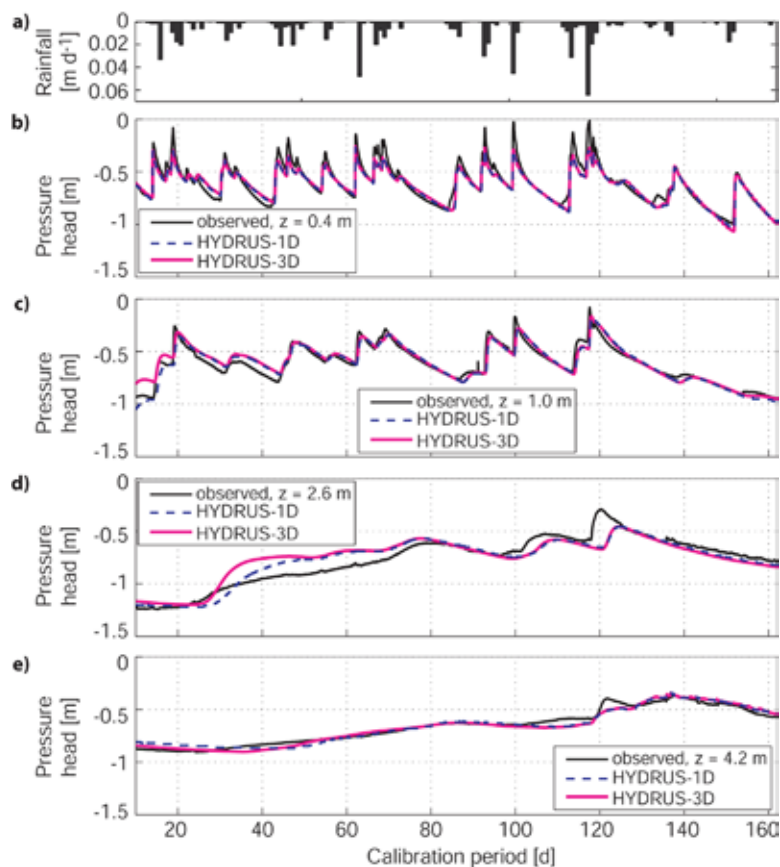 a)
Rainfall
[m d-1]
0
0.02
0.04
0.06
b)
Pressure
head [m]
0
-0.5
-1
-1.5
observed, z = 0.4 m
HYDRUS-1D
HYDRUS-3D
c)
Pressure
head [m]
0
-0.5
-1
-1.5
observed, z = 1.0 m
HYDRUS-1D
HYDRUS-3D
d)
Pressure
head [m]
0
-0.5
-1
-1.5
observed, z = 2.6 m
HYDRUS-1D
HYDRUS-3D
e)
Pressure
head [m]
0
-0.5
-1
-1.5
observed, z = 4.2 m
HYDRUS-1D
HYDRUS-3D
20 40 60 80 100 120 140 160
Calibration period [d]